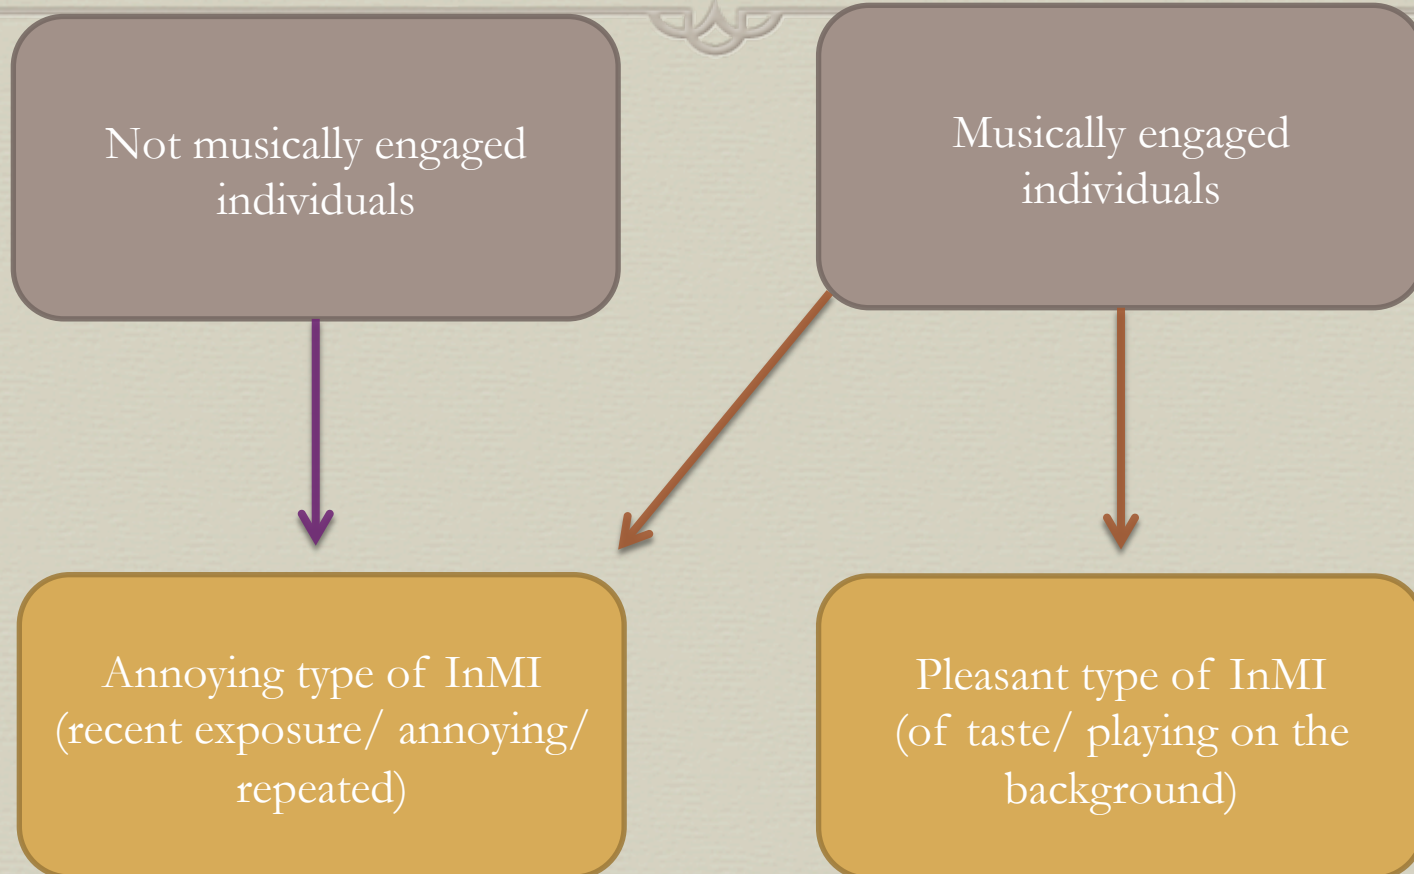 Not musically engaged
individuals
Musically engaged
individuals
Annoying type of InMI
(recent exposure/ annoying/
repeated)
Pleasant type of InMI
(of taste/ playing on the
background)